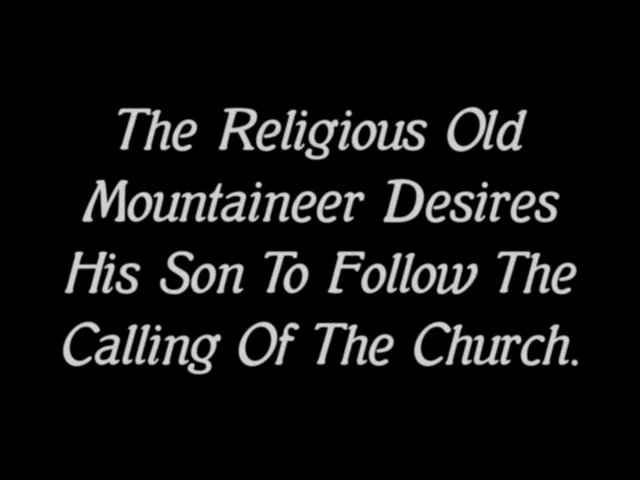 The Religious Old
Mountaineer Desires
His Son To Follow The
Calling Of The Church.